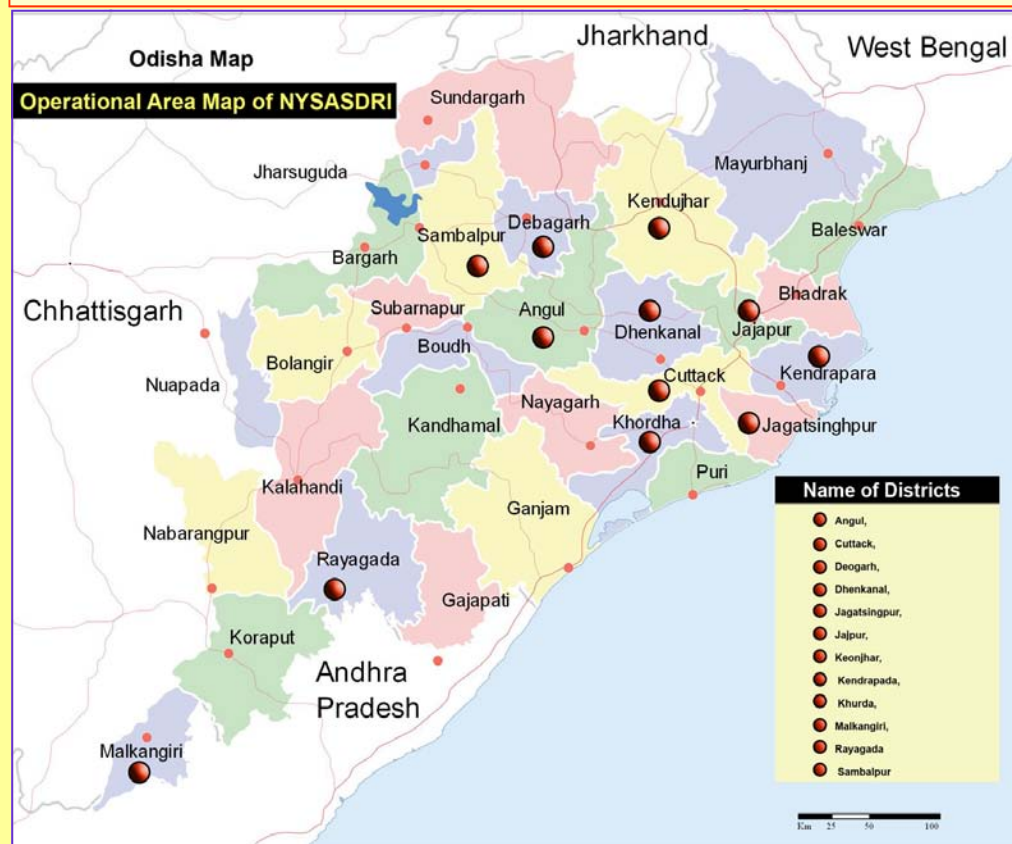 Jharkhand
West Bengal
Odisha Map
Operational Area Map of NYSASDRI
Sundargarh
Mayurbhanj
Jharsuguda
Kendujhar
Debagarh
Sambalpur
Baleswar
Bargarh
Bhadrak
Chhattisgarh
Subarnapur
Angul
Dhenkanal
Jajapur
Boudh
Bolangir
Kendrapara
Cuttack
Nuapada
Nayagarh
Kandhamal
Khordha
Jagatsinghpur
Puri
Kalahandi
Ganjam
Nabarangpur
Rayagada
Gajapati
Koraput
Andhra
Pradesh
Malkangiri
Name of Districts
Angul,
Cuttack,
Deogarh,
Dhenkanal,
Jagatsingpur,
Jajpur,
Keonjhar,
Kendrapada,
Khurda,
Malkangiri,
Rayagada
Sambalpur
Km 25 50 100